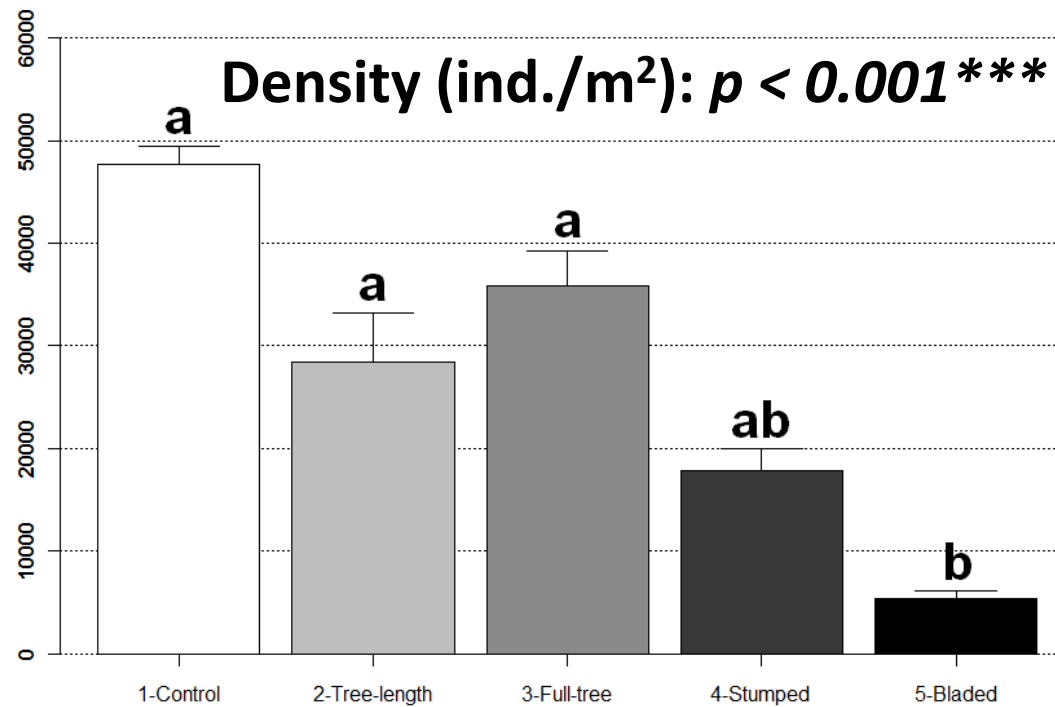 Density (ind./m²): p < 0.001***
60000
50000
40000
30000
20000
10000
0
a
a
a
ab
b
1-Control
2-Tree-length
3-Full-tree
4-Stumped
5-Bladed